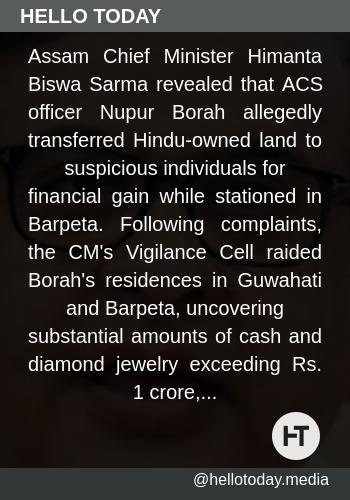 HELLO TODAY
Assam Chief Minister Himanta
Biswa Sarma revealed that ACS
officer Nupur Borah allegedly
transferred Hindu-owned land to
suspicious individuals for
financial gain while stationed in
Barpeta. Following complaints,
the CM's Vigilance Cell raided
Borah's residences in Guwahati
and Barpeta, uncovering
substantial amounts of cash and
diamond jewelry exceeding Rs.
1 crore,...
HT
@hellotoday.media